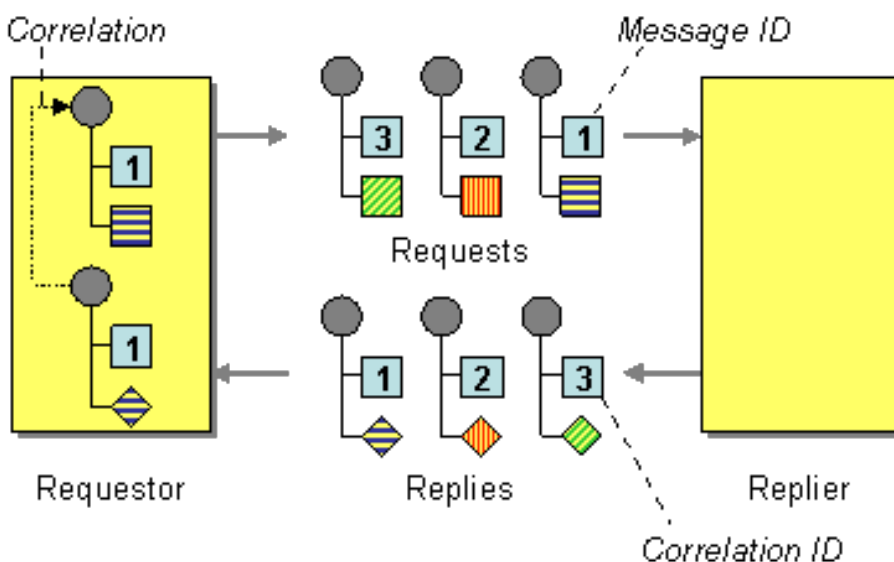 Correlation
Message ID
1
3 2 1
Requests
1
1 2 3
Requestor
Replies
Replier
Correlation ID